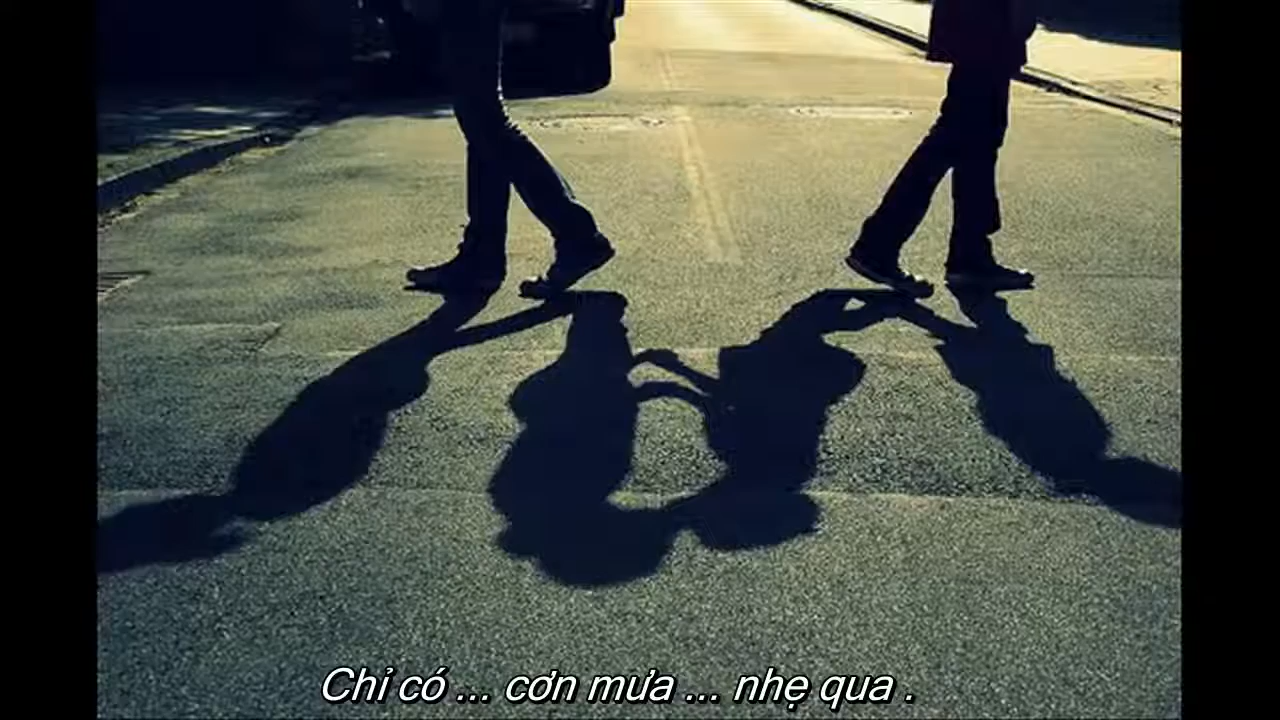 Chỉ có ... cơn mưa ... nhẹ qua .